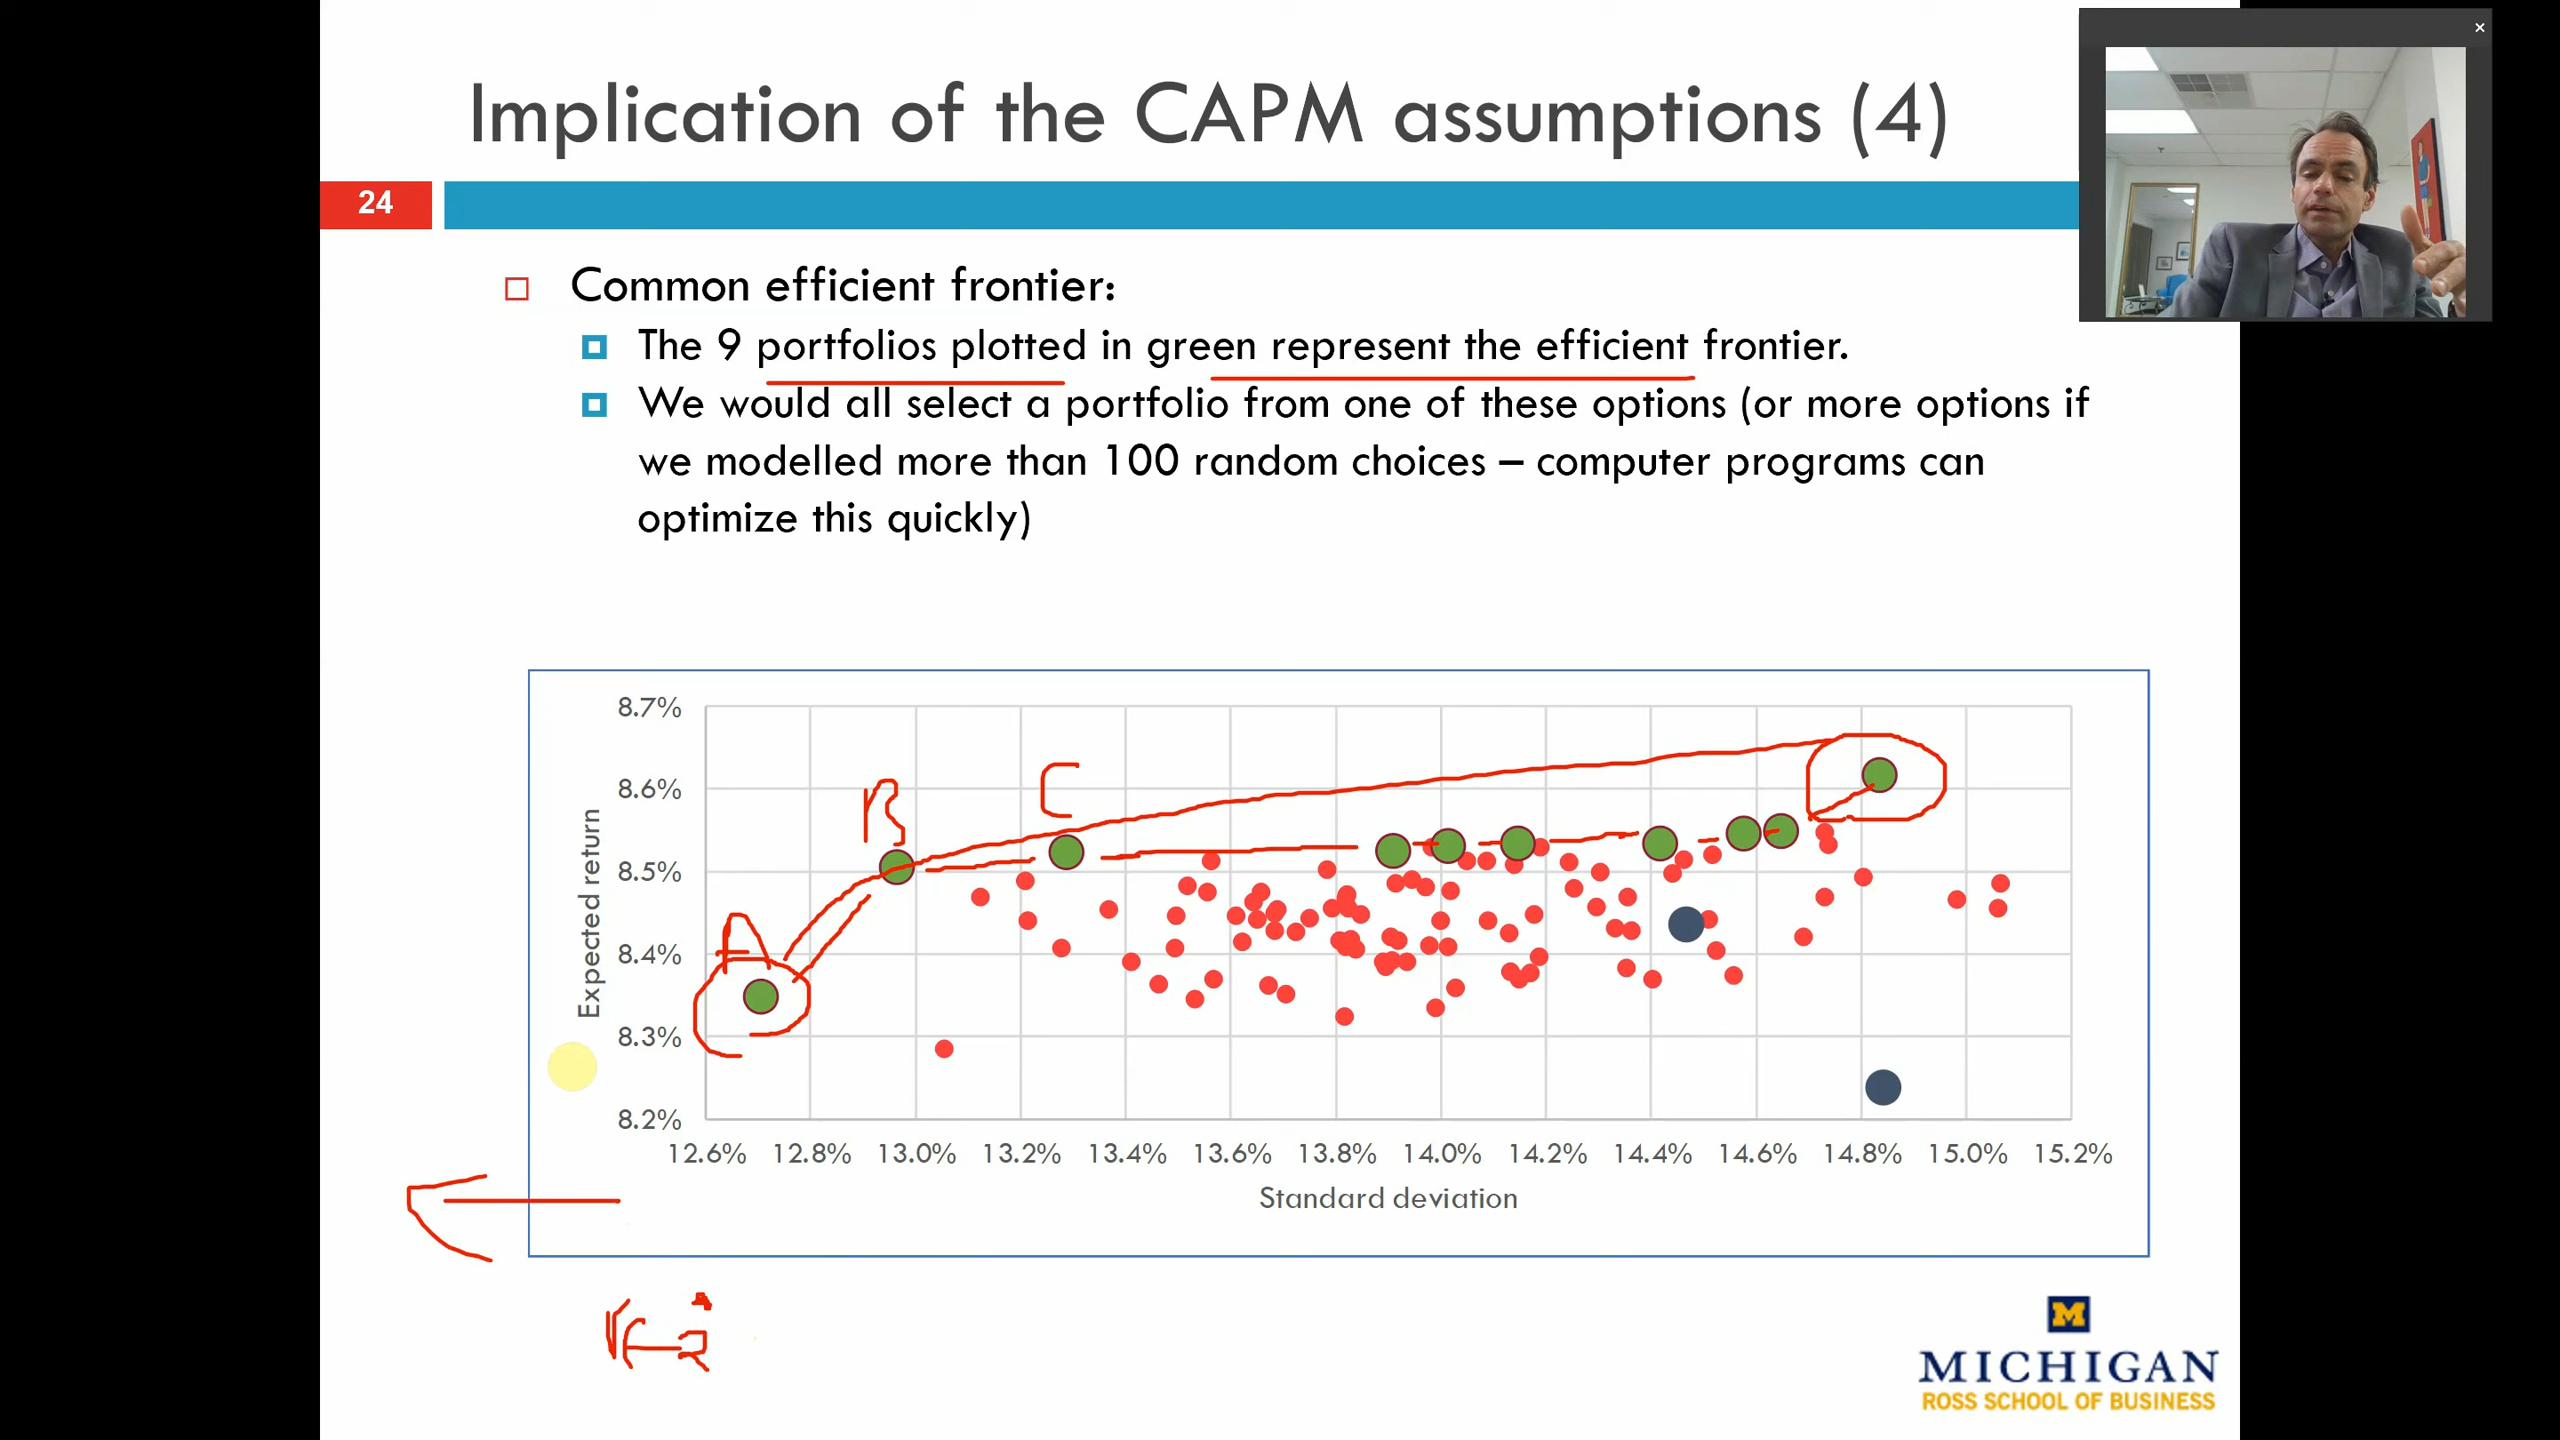 Implication of the CAPM assumptions (4)
24
Common efficient frontier:
The 9 portfolios plotted in green represent the efficient frontier.
We would all select a portfolio from one of these options (or more options if
we modelled more than 100 random choices – computer programs can
optimize this quickly)
Expected return
8.7%
8.6%
8.5%
8.4%
8.3%
8.2%
A
B
C
12.6% 12.8% 13.0% 13.2% 13.4% 13.6% 13.8% 14.0% 14.2% 14.4% 14.6% 14.8% 15.0% 15.2%
Standard deviation
M
MICHIGAN
ROSS SCHOOL OF BUSINESS